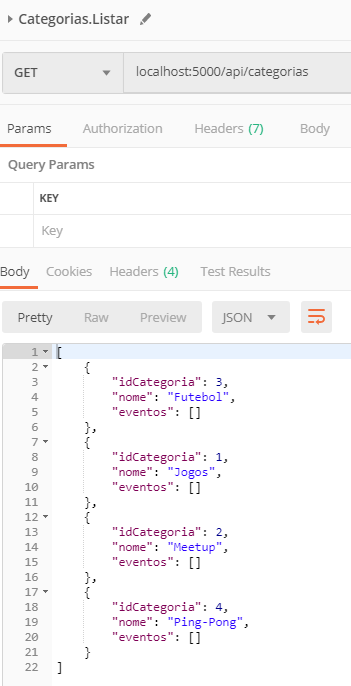 Categorias.Listar
GET localhost:5000/api/categorias
Params Authorization Headers (7) Body
Query Params
KEY
Key
Body Cookies Headers (4) Test Results
Pretty Raw Preview JSON
1 [
2 {
3 "idCategoria": 3,
4 "nome": "Futebol",
5 "eventos": []
6 },
7 {
8 "idCategoria": 1,
9 "nome": "Jogos",
10 "eventos": []
11 },
12 {
13 "idCategoria": 2,
14 "nome": "Meetup",
15 "eventos": []
16 },
17 {
18 "idCategoria": 4,
19 "nome": "Ping-Pong",
20 "eventos": []
21 }
22 ]